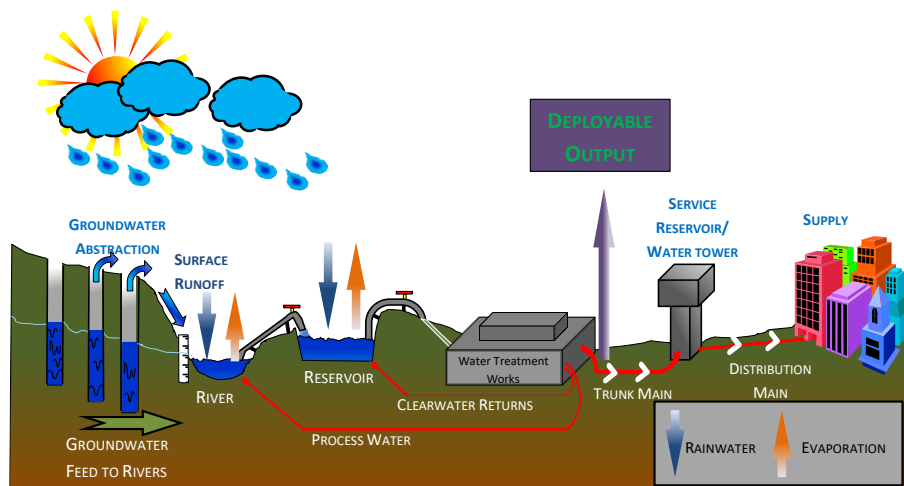 DEPLOYABLE
OUTPUT
GROUNDWATER
ABSTRACTION
SURFACE
RUNOFF
SERVICE
RESERVOIR/
WATER TOWER
SUPPLY
RIVER
RESERVOIR
Water Treatment
Works
CLEARWATER RETURNS
PROCESS WATER
TRUNK MAIN
DISTRIBUTION
MAIN
GROUNDWATER
FEED TO RIVERS
RAINWATER
EVAPORATION